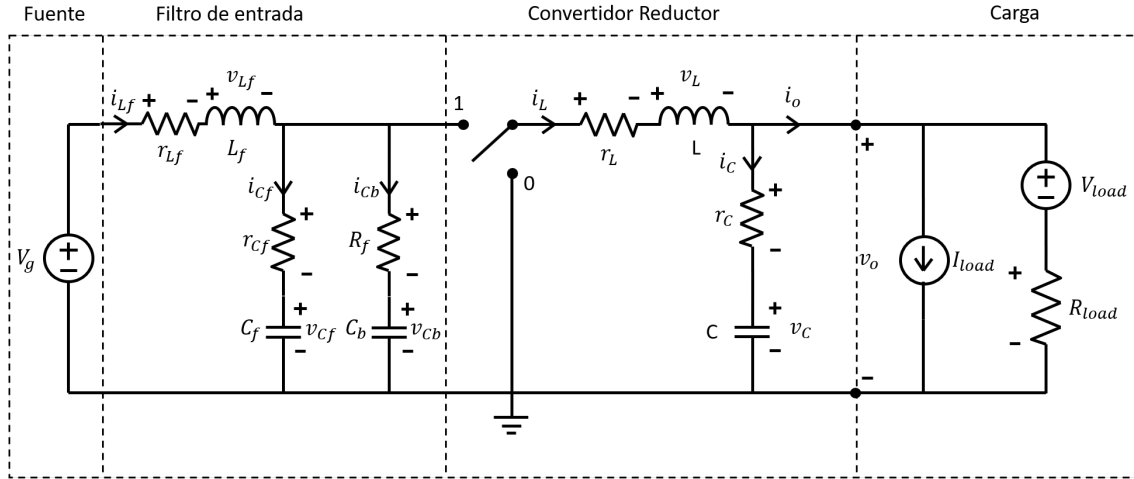 Fuente
Filtro de entrada
Convertidor Reductor
Carga
i_Lf + − + v_Lf −
r_Lf
L_f
1
0
i_L + − + v_L −
r_L
L
i_o
i_Cf
r_Cf + −
C_f + v_Cf −
i_Cb
R_f + −
C_b + v_Cb −
i_C
r_C + −
C + v_C −
V_g + −
+ v_o −
I_load
V_load + −
R_load + −